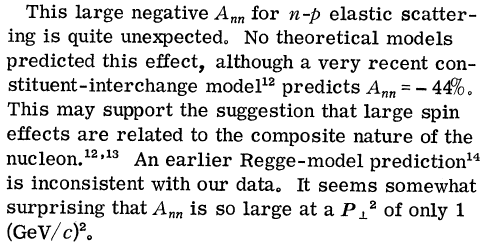 This large negative Aₙₙ for n-p elastic scatter-
ing is quite unexpected. No theoretical models
predicted this effect, although a very recent con-
stituent-interchange model¹² predicts Aₙₙ = - 44%.
This may support the suggestion that large spin
effects are related to the composite nature of the
nucleon.¹²,¹³ An earlier Regge-model prediction¹⁴
is inconsistent with our data. It seems somewhat
surprising that Aₙₙ is so large at a P⊥² of only 1
(GeV/c)².